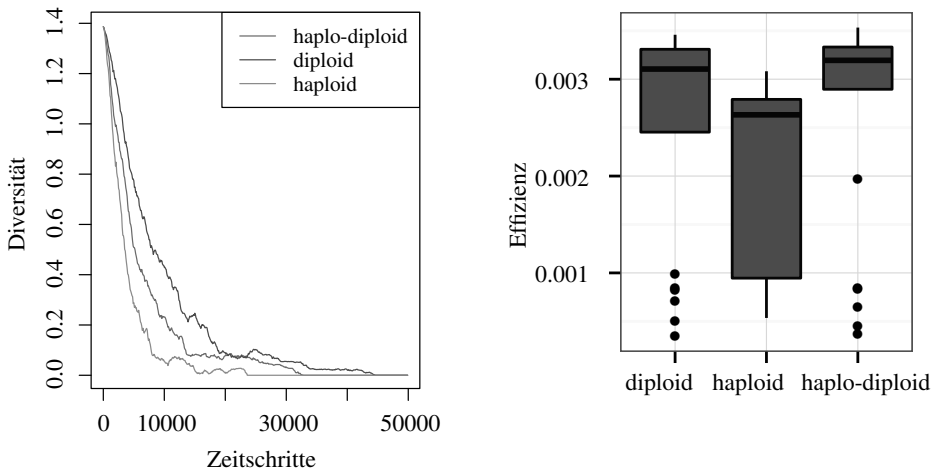 haplo-diploid
diploid
haploid
Diversität
0.0 0.2 0.4 0.6 0.8 1.0 1.2 1.4
0 10000 30000 50000
Zeitschritte
Effizienz
0.003
0.002
0.001
diploid haploid haplo-diploid